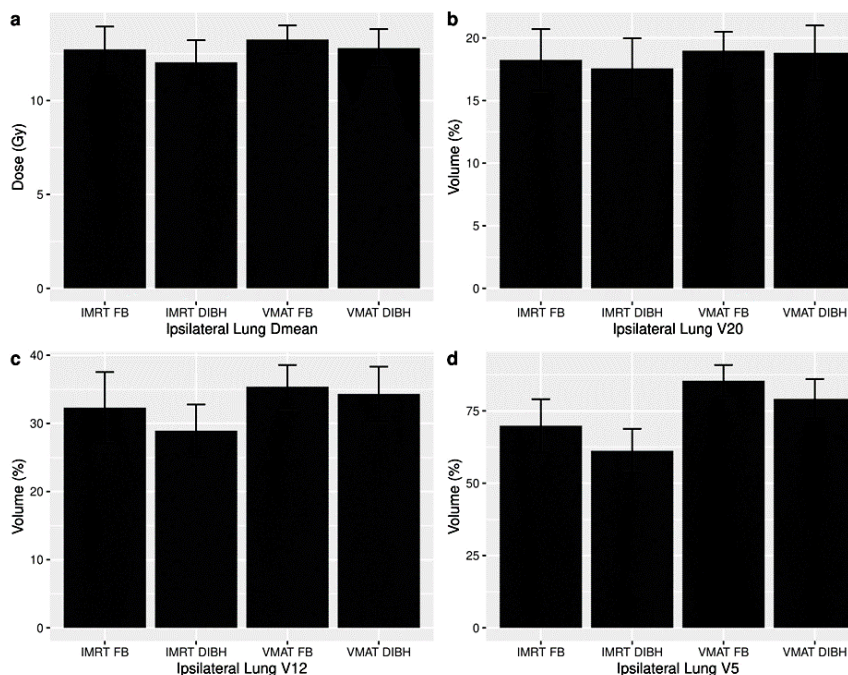 a
10
5
0
Dose (Gy)
IMRT FB IMRT DIBH VMAT FB VMAT DIBH
Ipsilateral Lung Dmean
b
20
15
10
5
0
Volume (%)
IMRT FB IMRT DIBH VMAT FB VMAT DIBH
Ipsilateral Lung V20
c
40
30
20
10
0
Volume (%)
IMRT FB IMRT DIBH VMAT FB VMAT DIBH
Ipsilateral Lung V12
d
75
50
25
0
Volume (%)
IMRT FB IMRT DIBH VMAT FB VMAT DIBH
Ipsilateral Lung V5